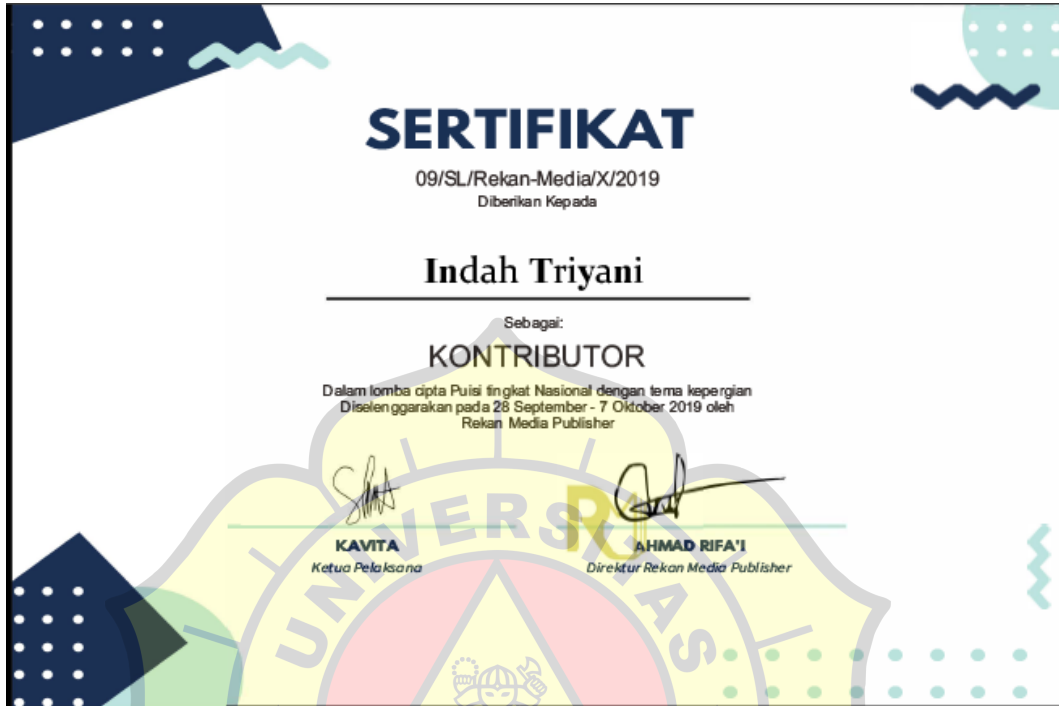 SERTIFIKAT
09/SL/Rekan-Media/X/2019
Diberikan Kepada
Indah Triyani
Sebagai:
KONTRIBUTOR
Dalam lomba cipta Puisi tingkat Nasional dengan tema kepergian
Diselenggarakan pada 28 September - 7 Oktober 2019 oleh
Rekan Media Publisher
KAVITA
Ketua Pelaksana
AHMAD RIFA'I
Direktur Rekan Media Publisher
UNIVERSITAS